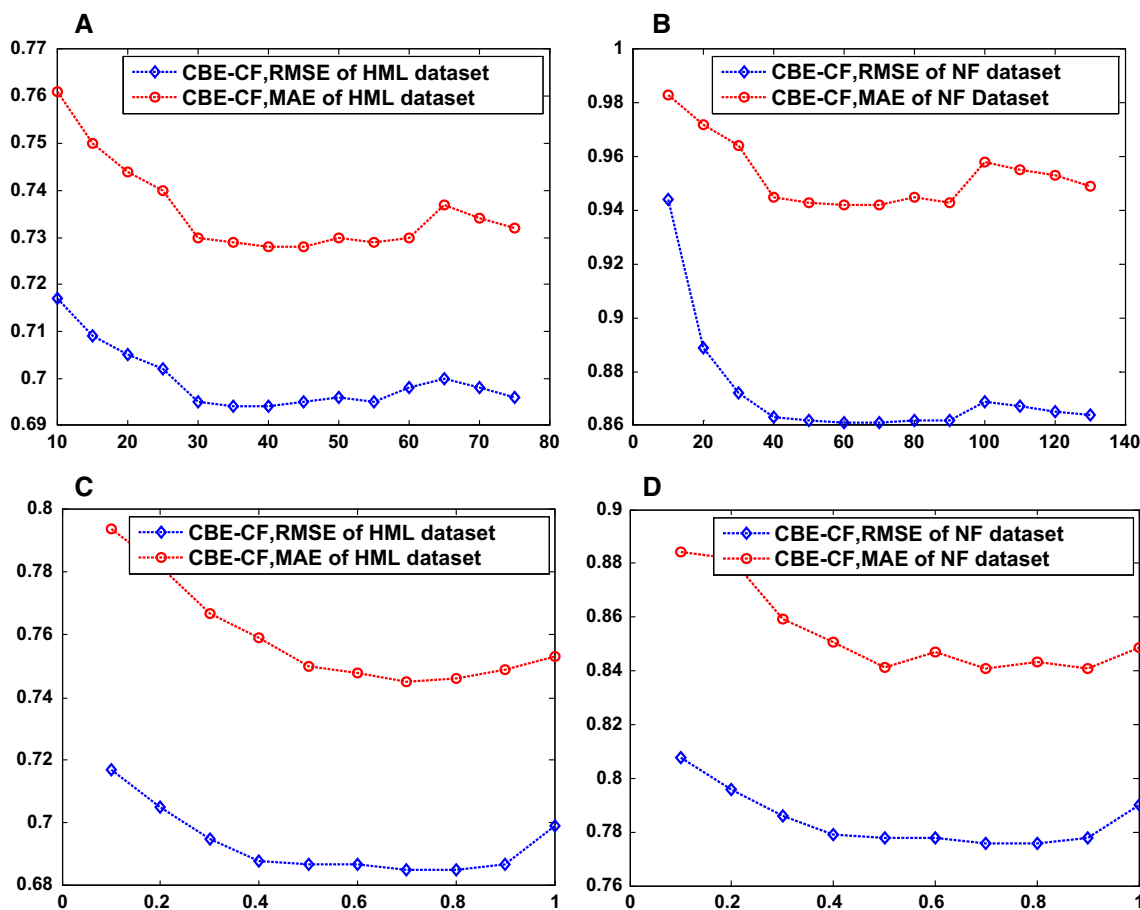 A
0.77
0.76
0.75
0.74
0.73
0.72
0.71
0.7
0.69
10 20 30 40 50 60 70 80
CBE-CF,RMSE of HML dataset
CBE-CF,MAE of HML dataset
B
1
0.98
0.96
0.94
0.92
0.9
0.88
0.86
0 20 40 60 80 100 120 140
CBE-CF,RMSE of NF dataset
CBE-CF,MAE of NF Dataset
C
0.8
0.78
0.76
0.74
0.72
0.7
0.68
0 0.2 0.4 0.6 0.8 1
CBE-CF,RMSE of HML dataset
CBE-CF,MAE of HML dataset
D
0.9
0.88
0.86
0.84
0.82
0.8
0.78
0.76
0 0.2 0.4 0.6 0.8 1
CBE-CF,RMSE of NF dataset
CBE-CF,MAE of NF dataset